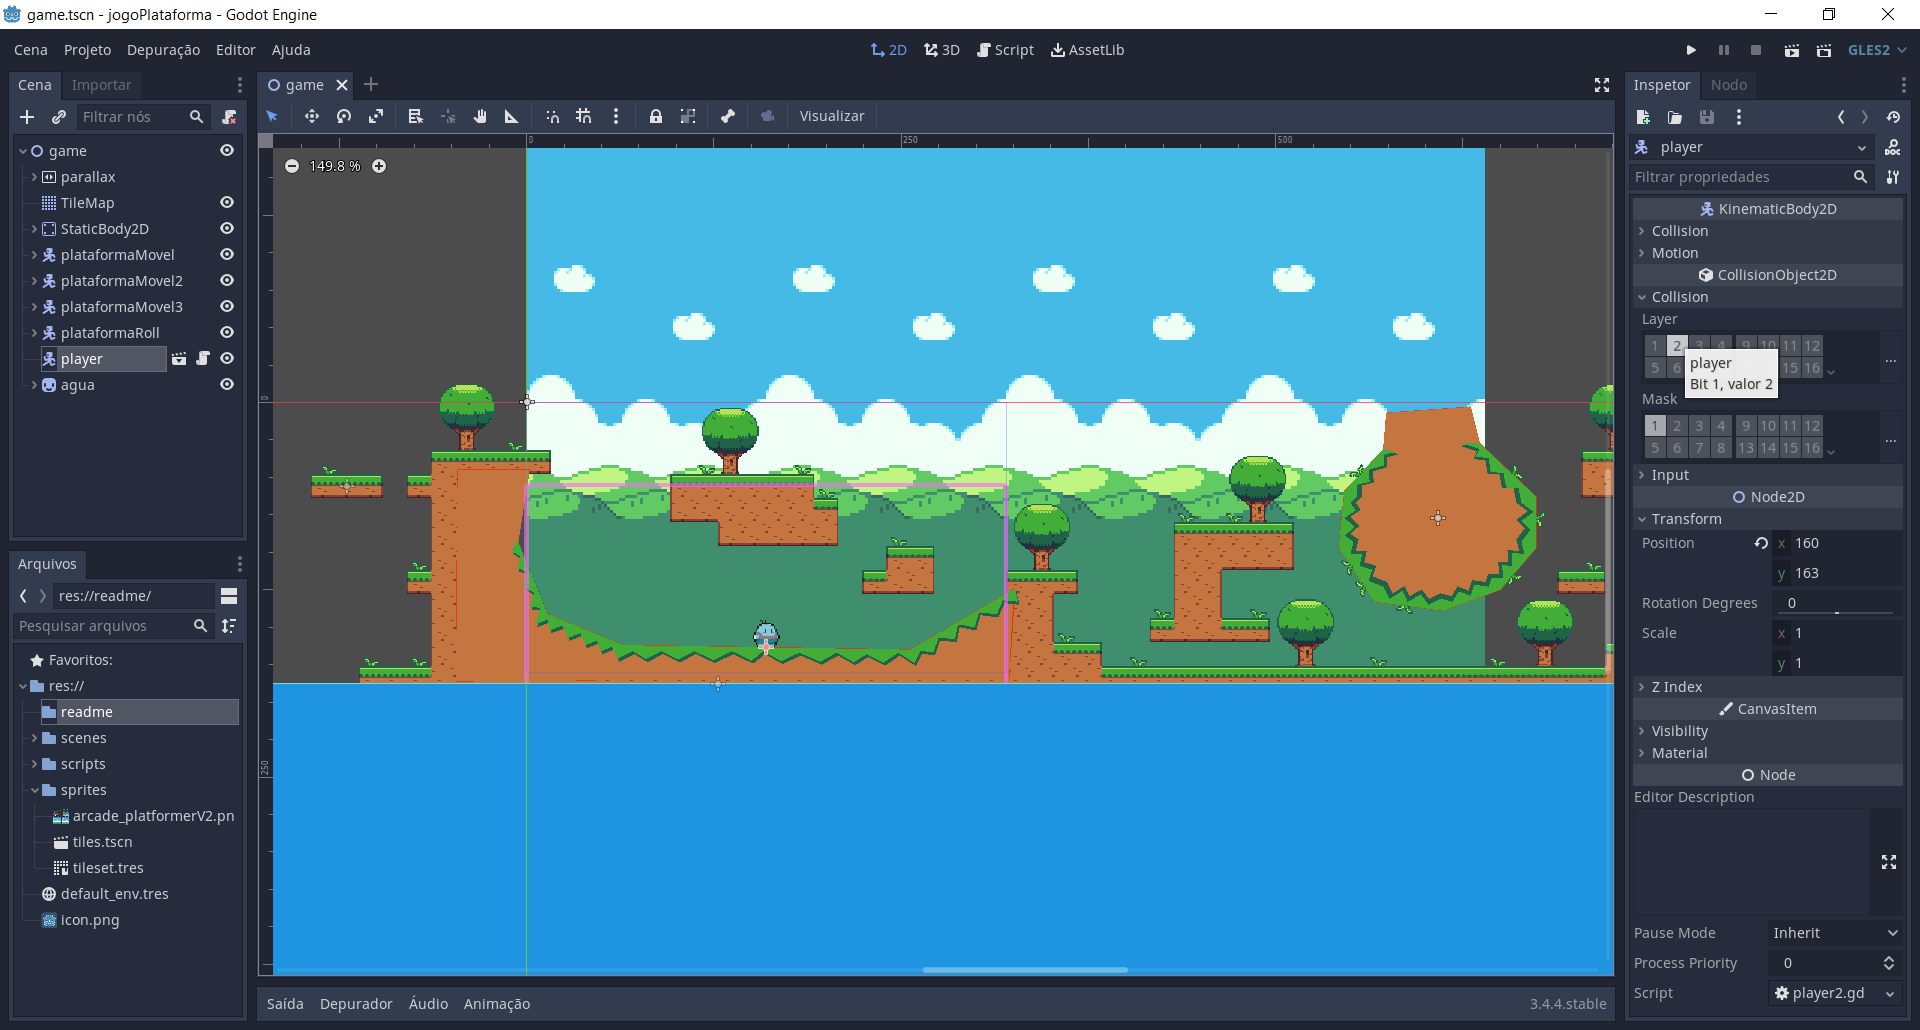 game.tscn - jogoPlataforma - Godot Engine
Cena Projeto Depuração Editor Ajuda
2D 3D Script AssetLib
GLES2
Cena Importar
Filtrar nós
game
parallax
TileMap
StaticBody2D
plataformaMovel
plataformaMovel2
plataformaMovel3
plataformaRoll
player
agua
Arquivos
res://readme/
Pesquisar arquivos
Favoritos:
res://
readme
scenes
scripts
sprites
arcade_platformerV2.pn
tiles.tscn
tileset.tres
default_env.tres
icon.png
game
Visualizar
0 250 500
149.8 %
0
250
Saída Depurador Áudio Animação
3.4.4.stable
Inspetor Nodo
player
DOC
Filtrar propriedades
KinematicBody2D
Collision
Motion
CollisionObject2D
Collision
Layer
1 2 3 4 9 10 11 12
5 6 15 16
player
Bit 1, valor 2
Mask
1 2 3 4 9 10 11 12
5 6 7 8 13 14 15 16
Input
Node2D
Transform
Position x 160
y 163
Rotation Degrees 0
Scale x 1
y 1
Z Index
CanvasItem
Visibility
Material
Node
Editor Description
Pause Mode Inherit
Process Priority 0
Script player2.gd